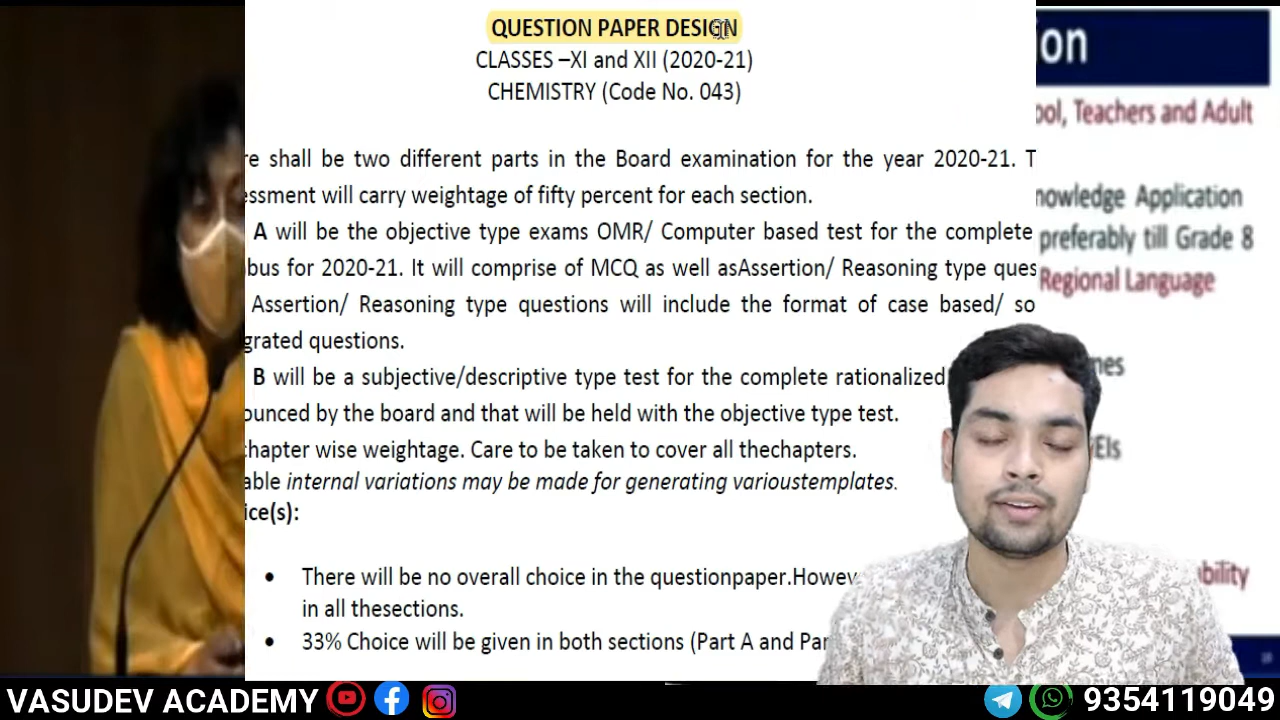 QUESTION PAPER DESIGN
CLASSES –XI and XII (2020-21)
CHEMISTRY (Code No. 043)
re shall be two different parts in the Board examination for the year 2020-21. T
essment will carry weightage of fifty percent for each section.
A will be the objective type exams OMR/ Computer based test for the complete
bus for 2020-21. It will comprise of MCQ as well asAssertion/ Reasoning type ques
Assertion/ Reasoning type questions will include the format of case based/ so
grated questions.
B will be a subjective/descriptive type test for the complete rationalized
ounced by the board and that will be held with the objective type test.
chapter wise weightage. Care to be taken to cover all thechapters.
able internal variations may be made for generating varioustemplates.
ice(s):
• There will be no overall choice in the questionpaper.Howev
in all thesections.
• 33% Choice will be given in both sections (Part A and Par
ion
ool, Teachers and Adult
nowledge Application
preferably till Grade 8
Regional Language
mes
EIs
bility
VASUDEV ACADEMY
9354119049